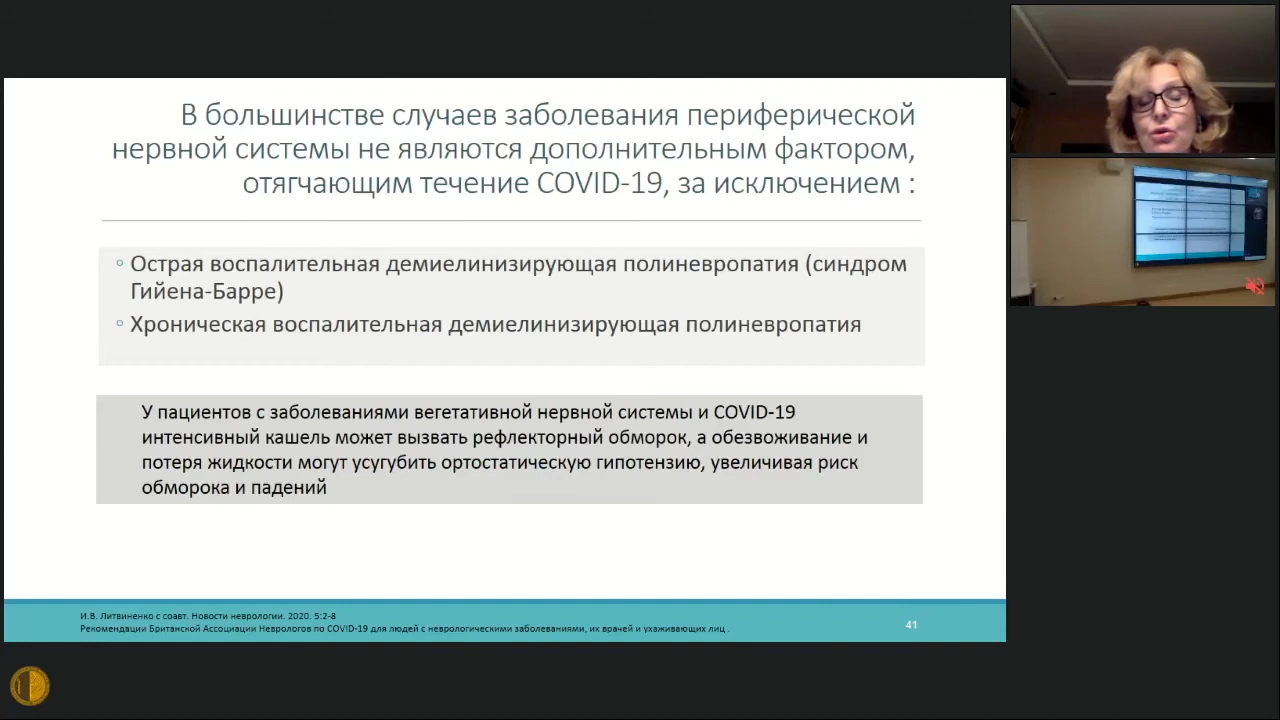 В большинстве случаев заболевания периферической
нервной системы не являются дополнительным фактором,
отягчающим течение COVID-19, за исключением :
◦ Острая воспалительная демиелинизирующая полиневропатия (синдром
Гийена-Барре)
◦ Хроническая воспалительная демиелинизирующая полиневропатия
У пациентов с заболеваниями вегетативной нервной системы и COVID-19
интенсивный кашель может вызвать рефлекторный обморок, а обезвоживание и
потеря жидкости могут усугубить ортостатическую гипотензию, увеличивая риск
обморока и падений
И.В. Литвиненко с соавт. Новости неврологии. 2020. 5:2-8
Рекомендации Британской Ассоциации Неврологов по COVID-19 для людей с неврологическими заболеваниями, их врачей и ухаживающих лиц .
41